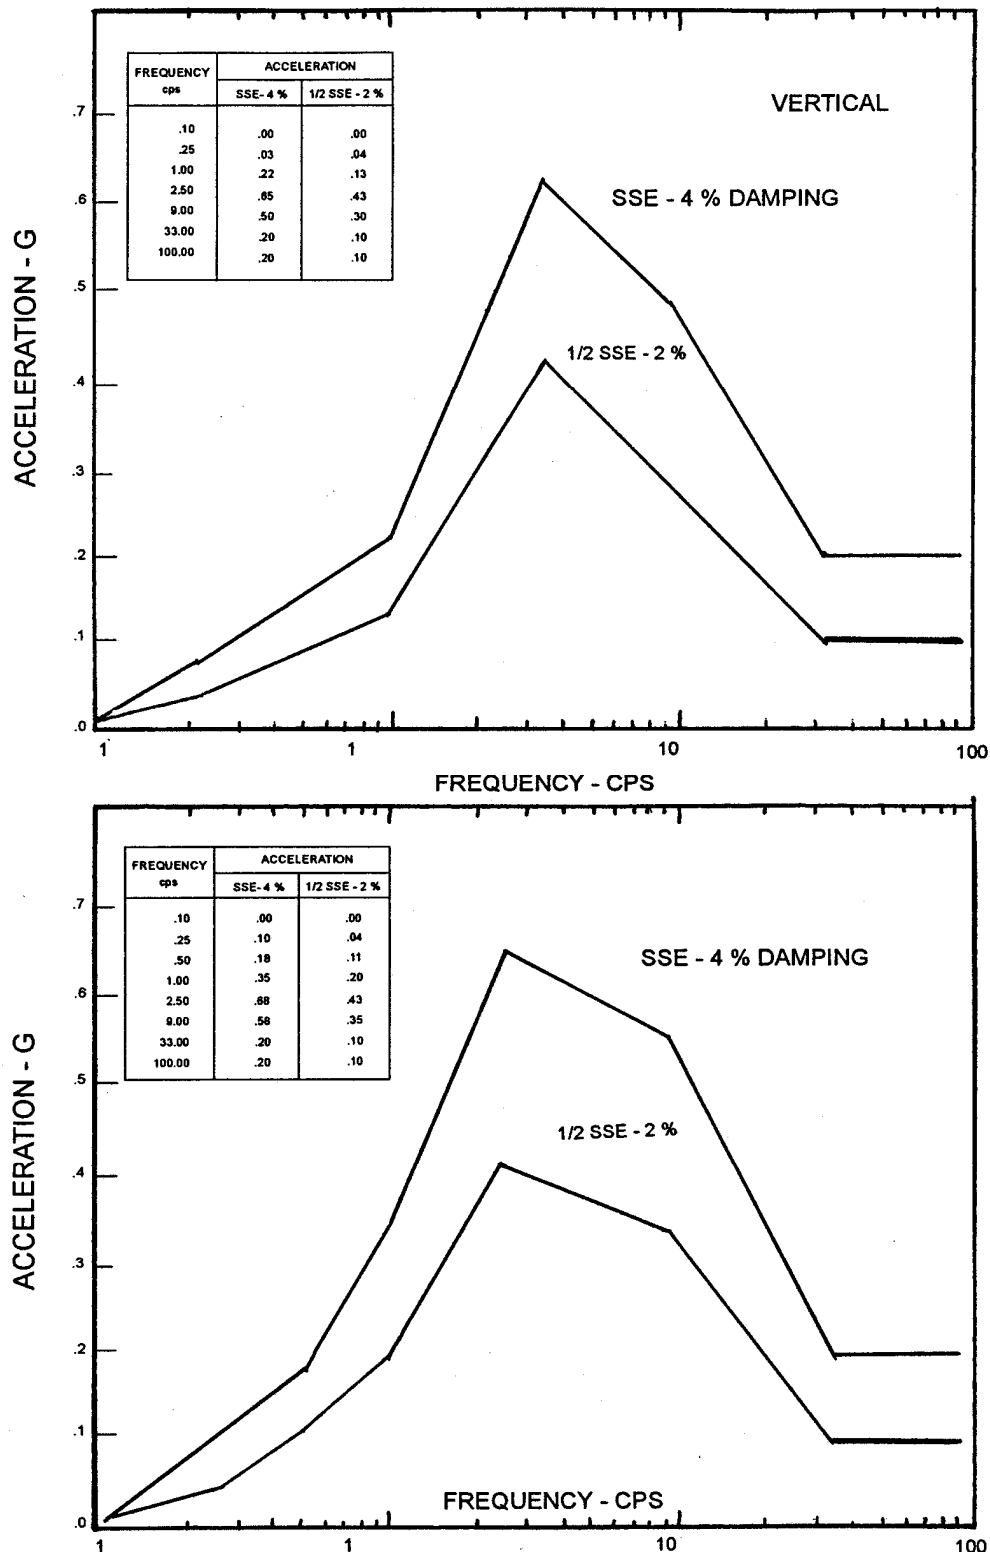 VERTICAL
FREQUENCY cps ACCELERATION
SSE- 4 % 1/2 SSE - 2 %
.10 .00 .00
.25 .03 .04
1.00 .22 .13
2.50 .65 .43
9.00 .50 .30
33.00 .20 .10
100.00 .20 .10
SSE - 4 % DAMPING
1/2 SSE - 2 %
ACCELERATION - G
.7
.6
.5
.4
.3
.2
.1
.0
1 1 10 100
FREQUENCY - CPS
FREQUENCY cps ACCELERATION
SSE- 4 % 1/2 SSE - 2 %
.10 .00 .00
.25 .10 .04
.50 .18 .11
1.00 .35 .20
2.50 .68 .43
9.00 .58 .35
33.00 .20 .10
100.00 .20 .10
SSE - 4 % DAMPING
1/2 SSE - 2 %
ACCELERATION - G
.7
.6
.5
.4
.3
.2
.1
.0
FREQUENCY - CPS
1 1 10 100